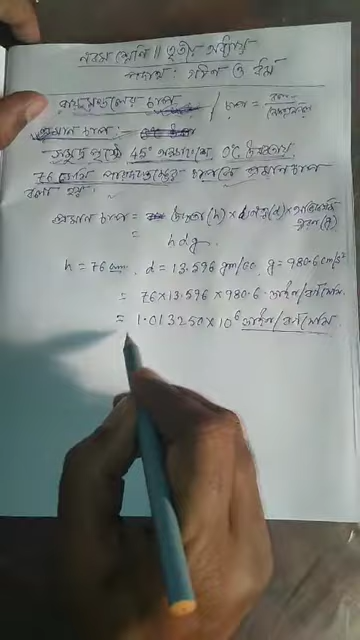 নবম শ্রেণি || তৃতীয় অধ্যায়
পদার্থ : গঠন ও ধর্ম
বায়ুমণ্ডলের চাপ / চাপ = বল/ক্ষেত্রফল
প্রমাণ চাপ :-
সমুদ্র পৃষ্ঠে 45° অক্ষাংশে, 0°C উষ্ণতায়
76 পারদস্তম্ভের চাপকে প্রমাণ চাপ
বলা হয়।
প্রমাণ চাপ = উচ্চতা (h) × ঘনত্ব (d) × অভিকর্ষজ ত্বরণ (g)
= hdg
h = 76 cm, d = 13.596 gm/cc, g = 980.6 cm/s²
= 76 × 13.596 × 980.6 ডাইন/বর্গসেমি
= 1.013250 × 10⁶ ডাইন/বর্গসেমি